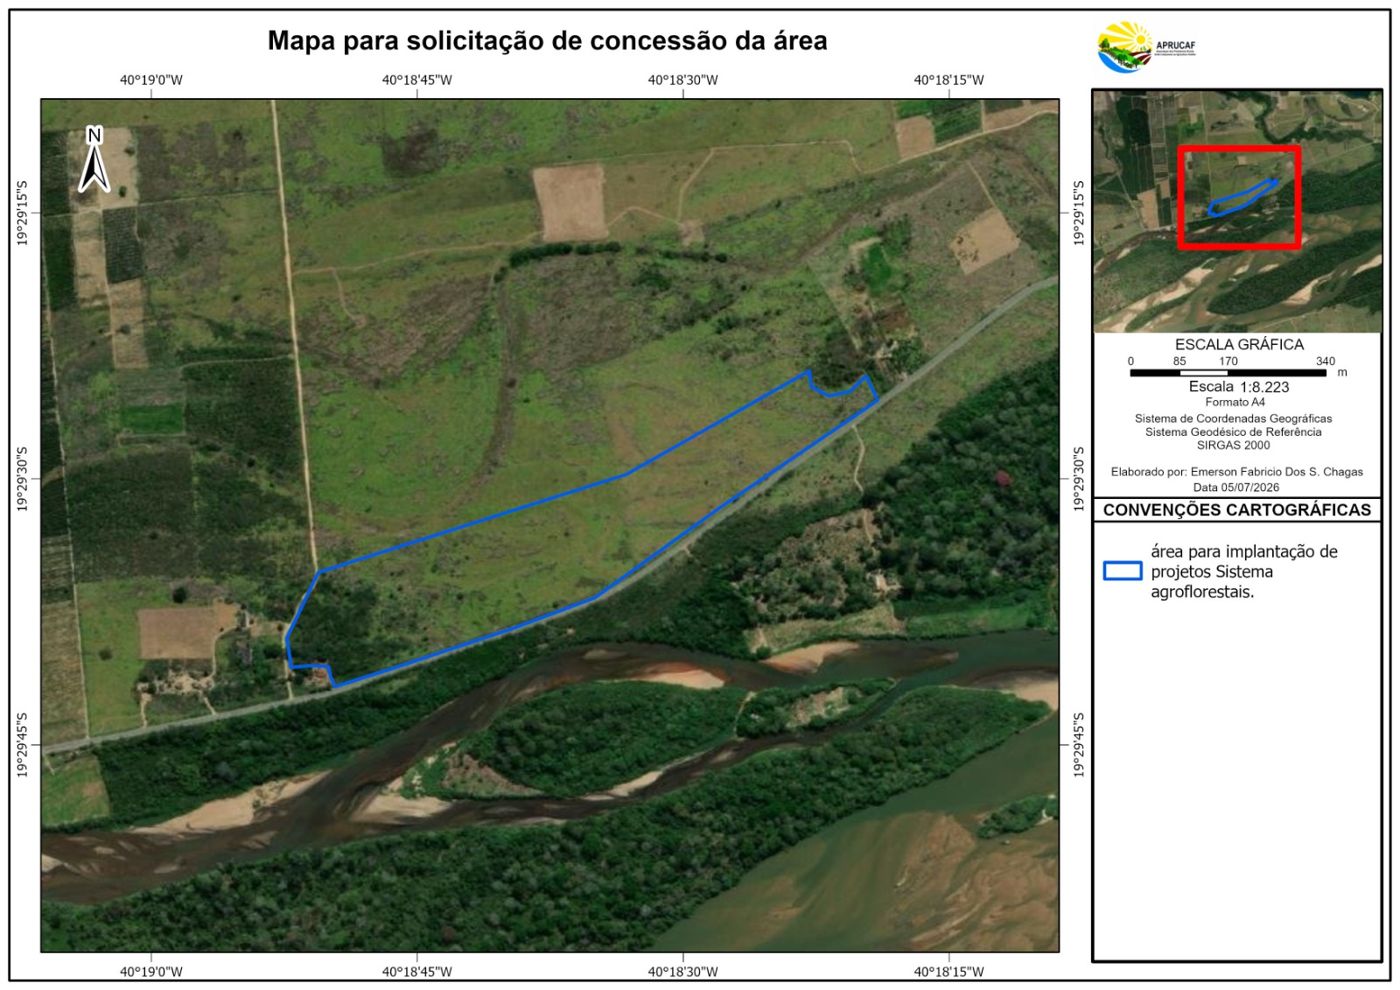 Mapa para solicitação de concessão da área
APRUCAF
40°19'0"W
40°18'45"W
40°18'30"W
40°18'15"W
N
19°29'15"S
19°29'15"S
19°29'30"S
19°29'30"S
19°29'45"S
19°29'45"S
40°19'0"W
40°18'45"W
40°18'30"W
40°18'15"W
ESCALA GRÁFICA
0 85 170 340
m
Escala 1:8.223
Formato A4
Sistema de Coordenadas Geográficas
Sistema Geodésico de Referência
SIRGAS 2000
Elaborado por: Emerson Fabricio Dos S. Chagas
Data 05/07/2026
CONVENÇÕES CARTOGRÁFICAS
área para implantação de
projetos Sistema
agroflorestais.